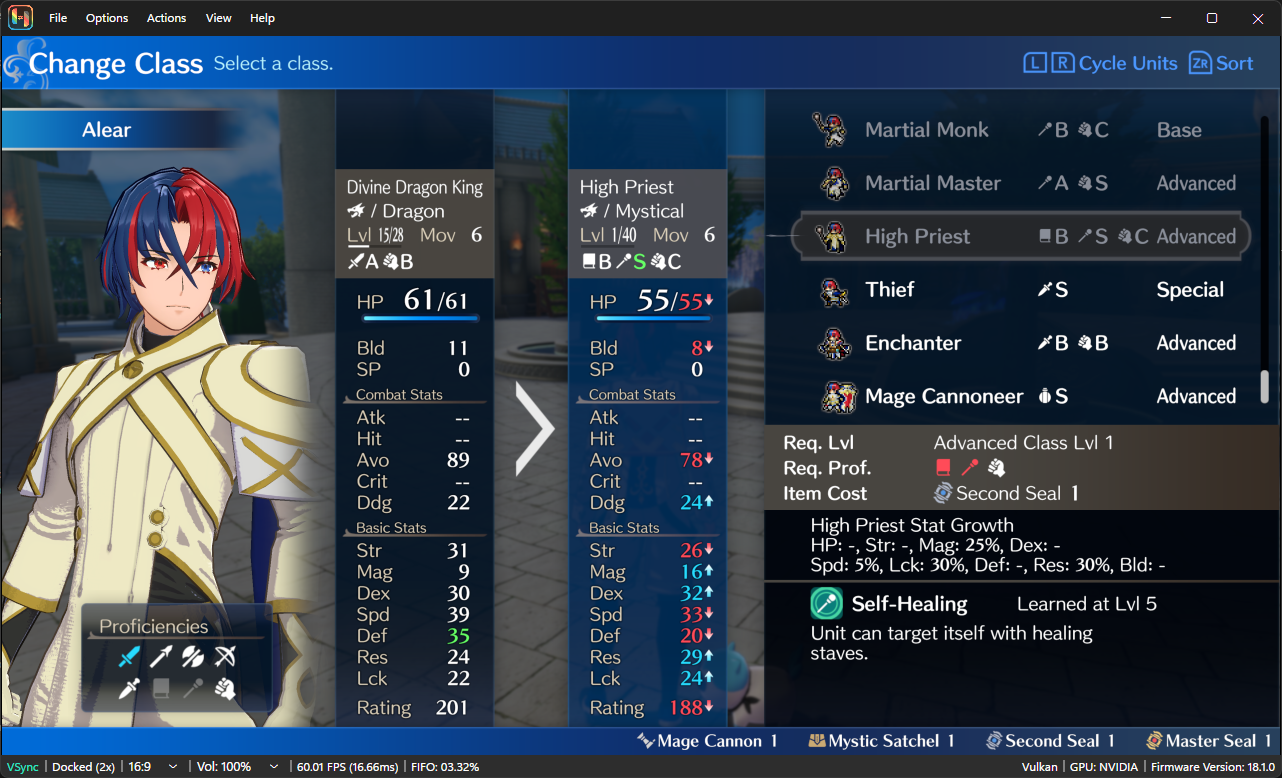 File Options Actions View Help
Change Class Select a class.
L R Cycle Units ZR Sort
Alear
Proficiencies
Divine Dragon King
/ Dragon
Lvl 15/28 Mov 6
A B
HP 61/61
Bld 11
SP 0
Combat Stats
Atk --
Hit --
Avo 89
Crit --
Ddg 22
Basic Stats
Str 31
Mag 9
Dex 30
Spd 39
Def 35
Res 24
Lck 22
Rating 201
High Priest
/ Mystical
Lvl 1/40 Mov 6
B S C
HP 55/55
Bld 8
SP 0
Combat Stats
Atk --
Hit --
Avo 78
Crit --
Ddg 24
Basic Stats
Str 26
Mag 16
Dex 32
Spd 33
Def 20
Res 29
Lck 24
Rating 188
Martial Monk B C Base
Martial Master A S Advanced
High Priest B S C Advanced
Thief S Special
Enchanter B B Advanced
Mage Cannoneer S Advanced
Req. Lvl Advanced Class Lvl 1
Req. Prof.
Item Cost Second Seal 1
High Priest Stat Growth
HP: -, Str: -, Mag: 25%, Dex: -
Spd: 5%, Lck: 30%, Def: -, Res: 30%, Bld: -
Self-Healing Learned at Lvl 5
Unit can target itself with healing
staves.
Mage Cannon 1 Mystic Satchel 1 Second Seal 1 Master Seal 1
VSync | Docked (2x) | 16:9 | Vol: 100% | 60.01 FPS (16.66ms) | FIFO: 03.32% Vulkan | GPU: NVIDIA | Firmware Version: 18.1.0